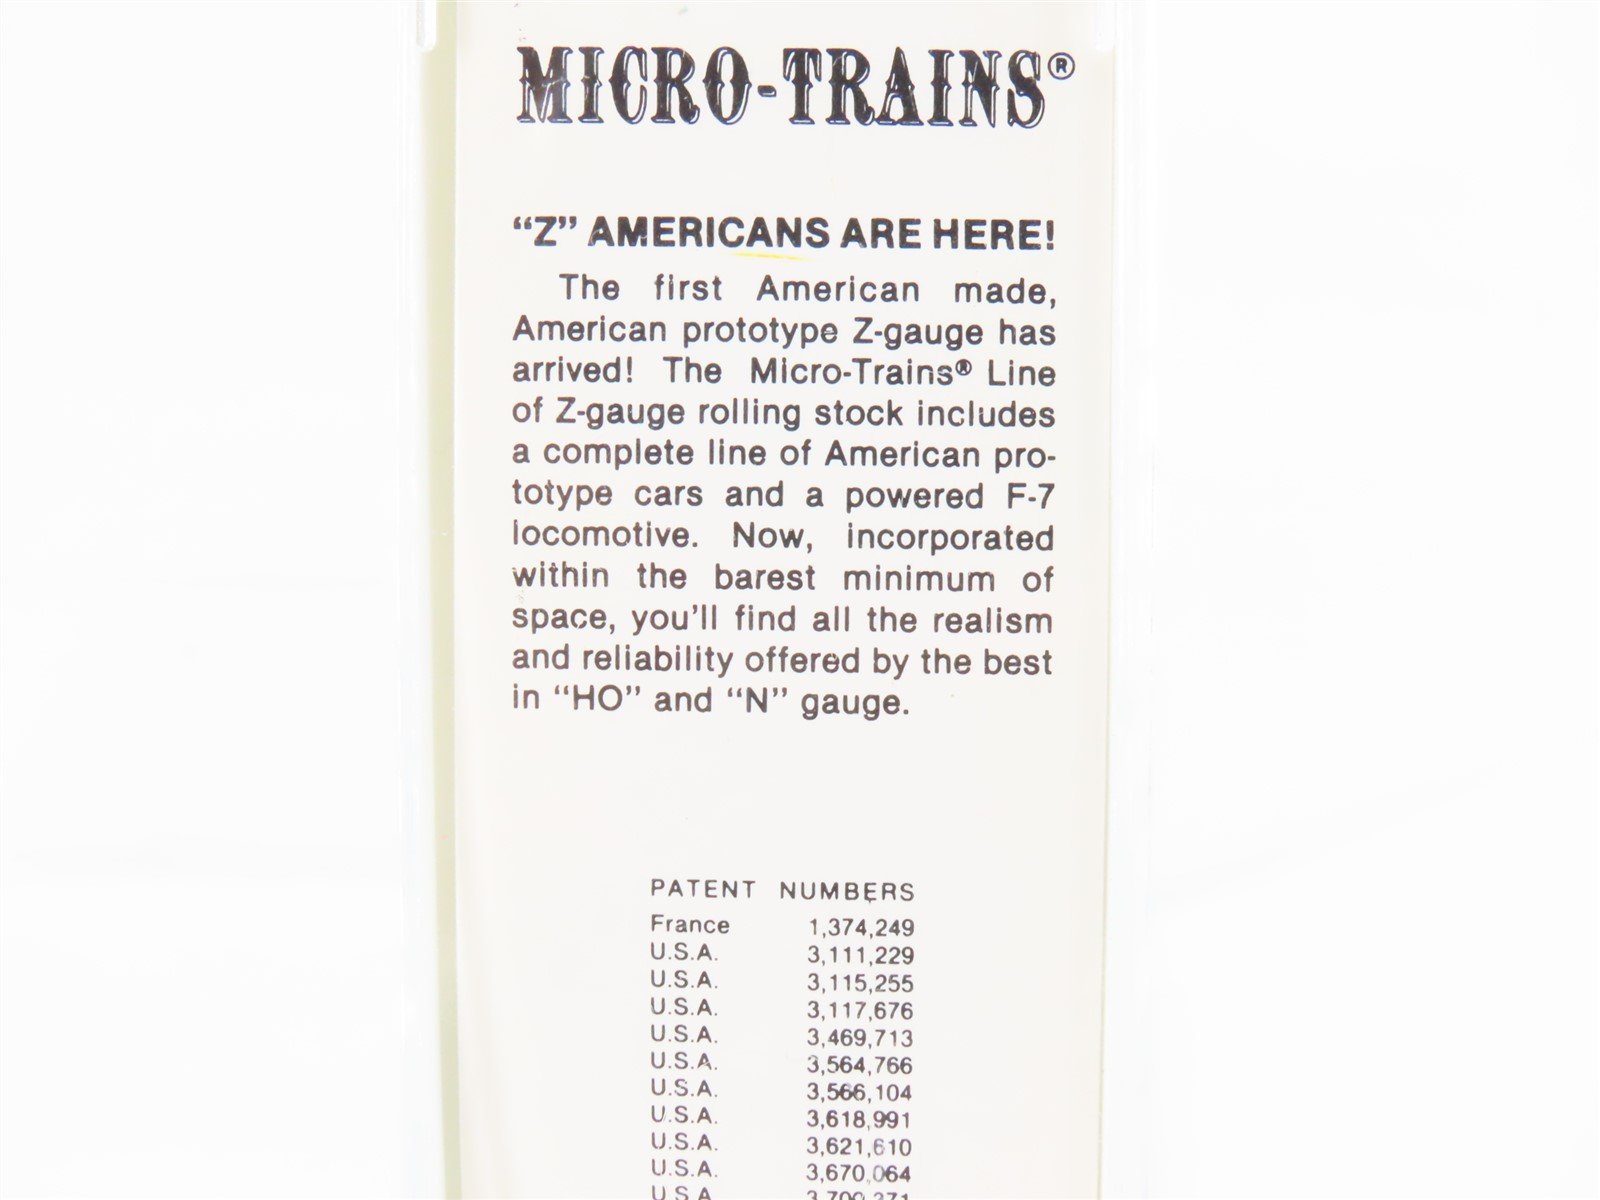 MICRO-TRAINS®
“Z” AMERICANS ARE HERE!
The first American made,
American prototype Z-gauge has
arrived! The Micro-Trains® Line
of Z-gauge rolling stock includes
a complete line of American pro-
totype cars and a powered F-7
locomotive. Now, incorporated
within the barest minimum of
space, you’ll find all the realism
and reliability offered by the best
in “HO” and “N” gauge.
PATENT NUMBERS
France 1,374,249
U.S.A. 3,111,229
U.S.A. 3,115,255
U.S.A. 3,117,676
U.S.A. 3,469,713
U.S.A. 3,564,766
U.S.A. 3,566,104
U.S.A. 3,618,991
U.S.A. 3,621,610
U.S.A. 3,670,064
U.S.A.